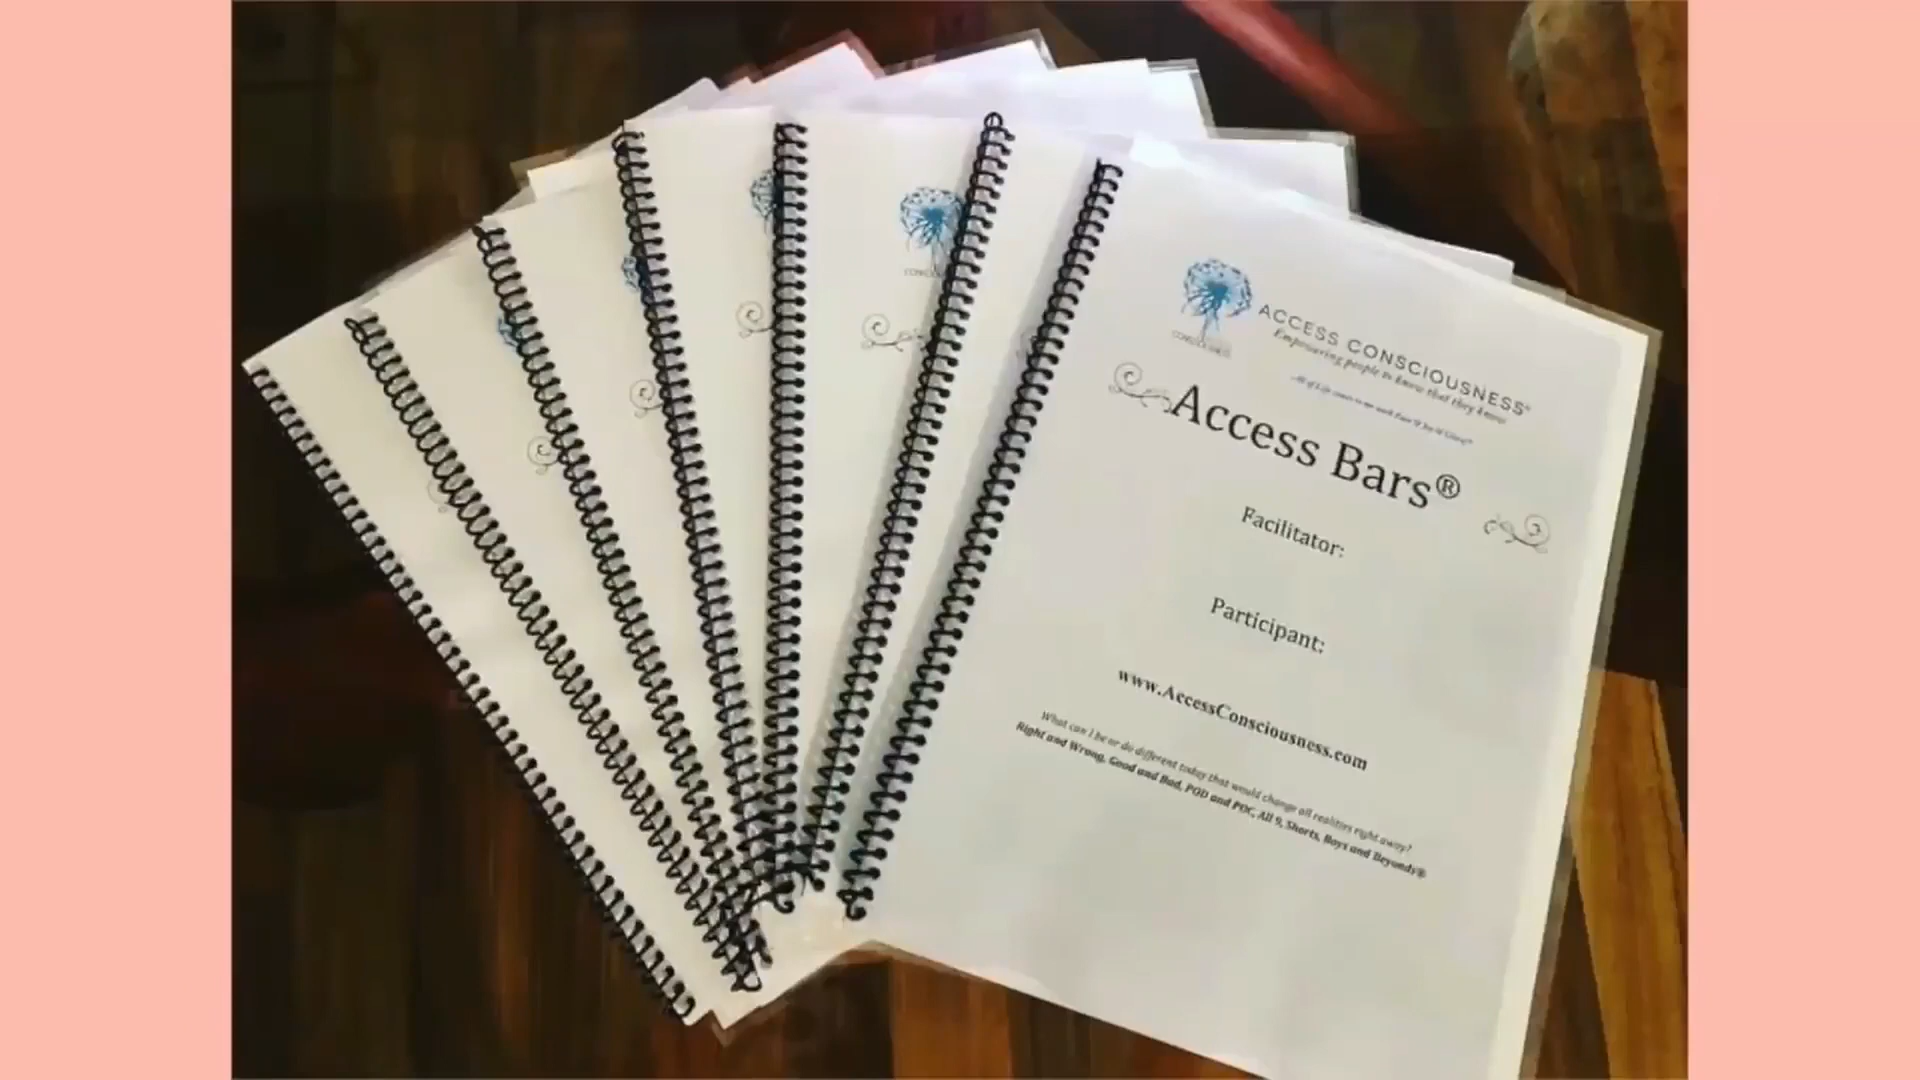 ACCESS CONSCIOUSNESS®
Empowering people to know that they know
Access Bars®
Facilitator:
Participant:
www.AccessConsciousness.com
What can I be or do different today that would change all realities right away?
Right and Wrong, Good and Bad, POD and POC, All 9, Shorts, Boys and Beyonds®